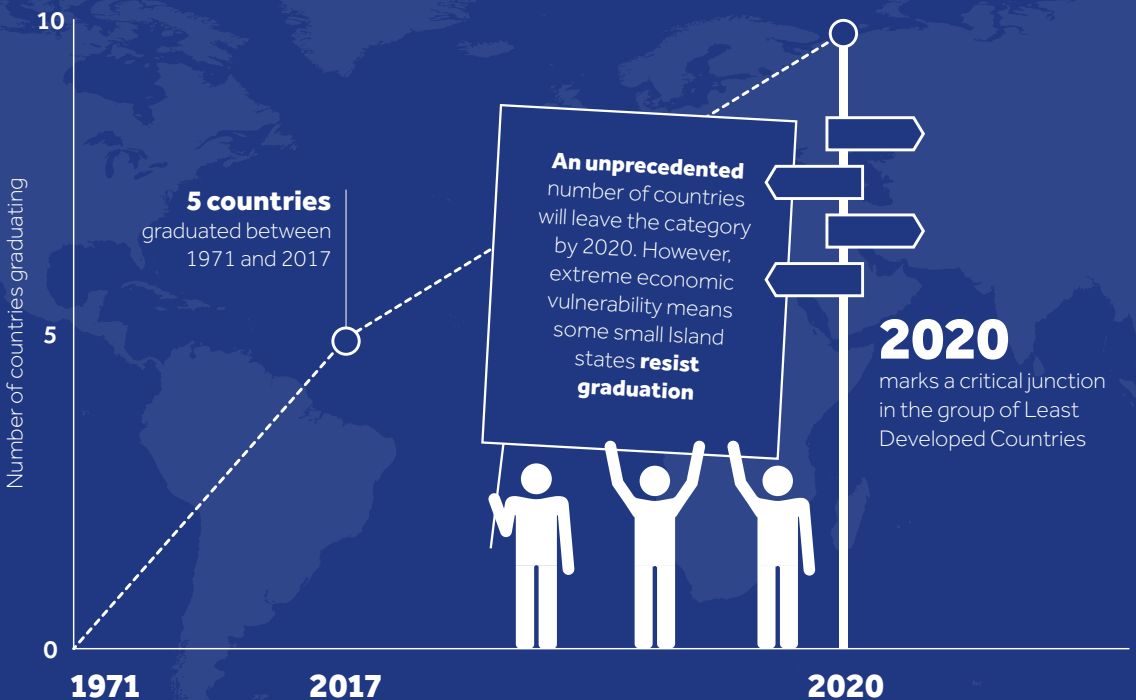 10
5
0
Number of countries graduating
5 countries
graduated between
1971 and 2017
An unprecedented
number of countries
will leave the category
by 2020. However,
extreme economic
vulnerability means
some small Island
states resist
graduation
2020
marks a critical junction
in the group of Least
Developed Countries
1971
2017
2020